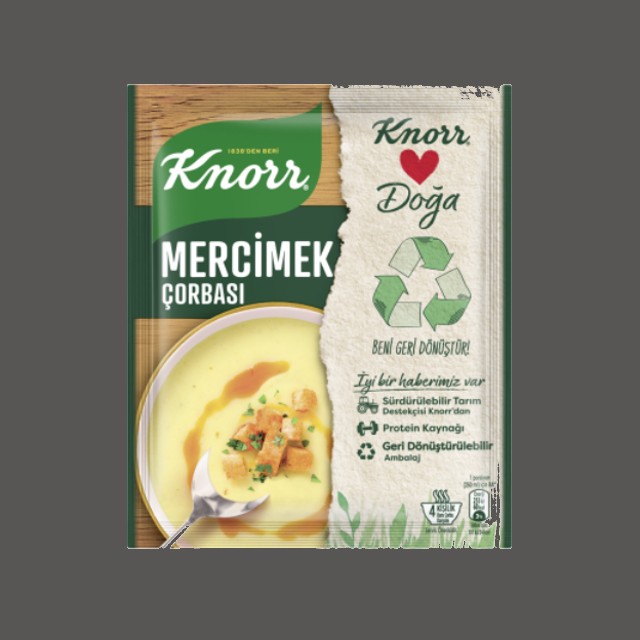 1838'DEN BERİ
Knorr®
MERCİMEK
ÇORBASI
Knorr®
Doğa
BENİ GERİ DÖNÜŞTÜR!
İyi bir haberimiz var
Sürdürülebilir Tarım
Destekçisi Knorr'dan
Protein Kaynağı
Geri Dönüştürülebilir
Ambalaj
4 KİŞİLİK